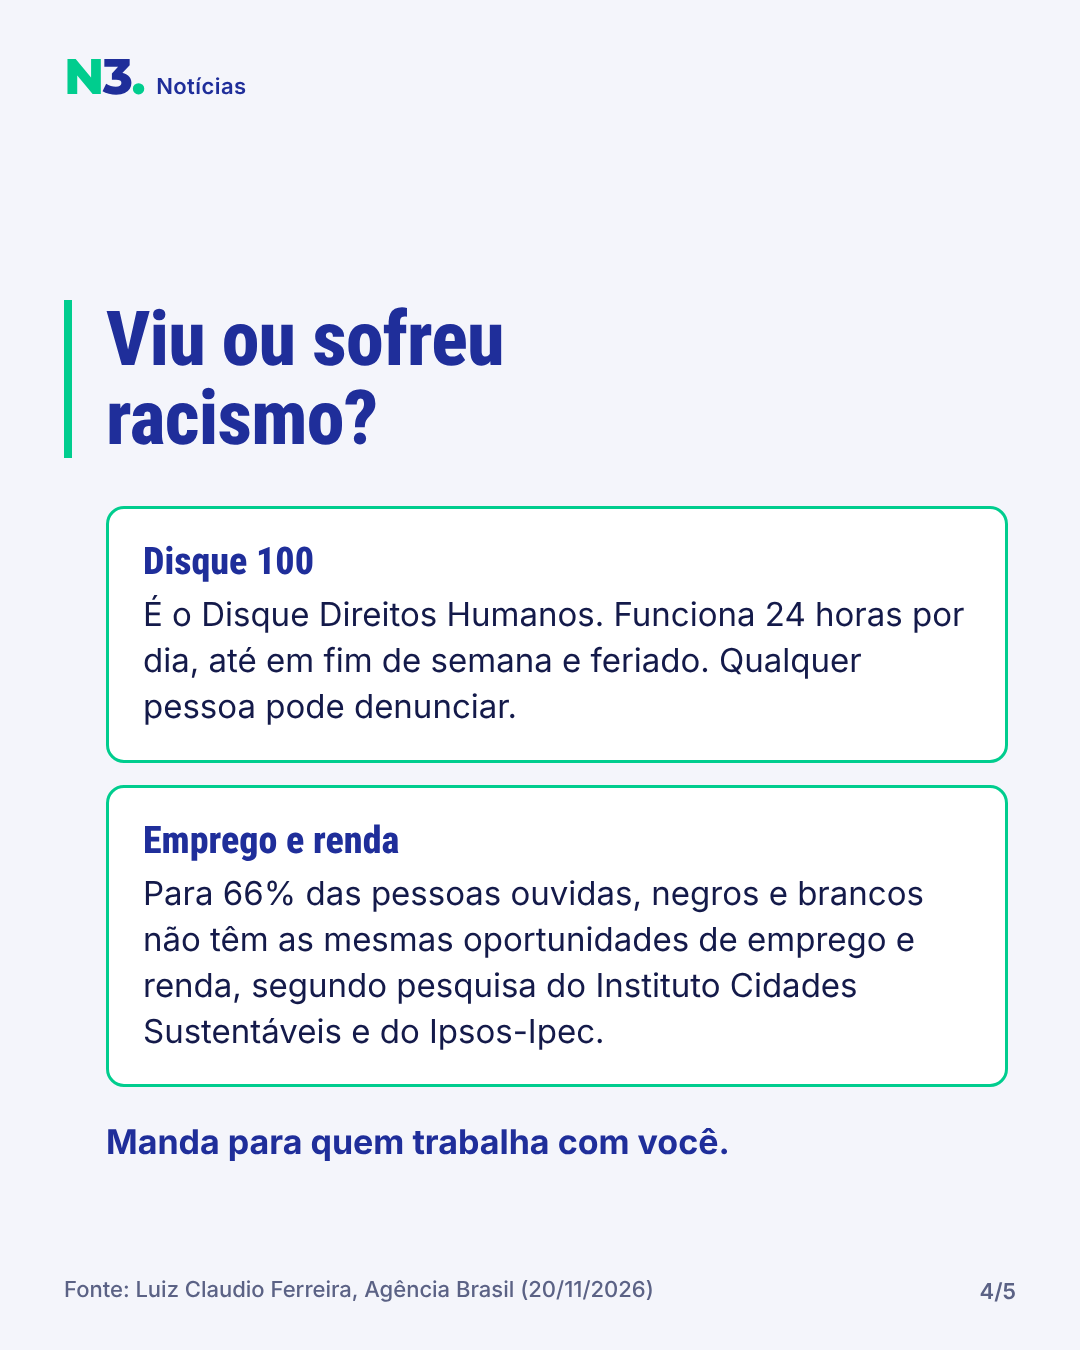 N3. Notícias
Viu ou sofreu
racismo?
Disque 100
É o Disque Direitos Humanos. Funciona 24 horas por
dia, até em fim de semana e feriado. Qualquer
pessoa pode denunciar.
Emprego e renda
Para 66% das pessoas ouvidas, negros e brancos
não têm as mesmas oportunidades de emprego e
renda, segundo pesquisa do Instituto Cidades
Sustentáveis e do Ipsos-Ipec.
Manda para quem trabalha com você.
Fonte: Luiz Claudio Ferreira, Agência Brasil (20/11/2026)
4/5